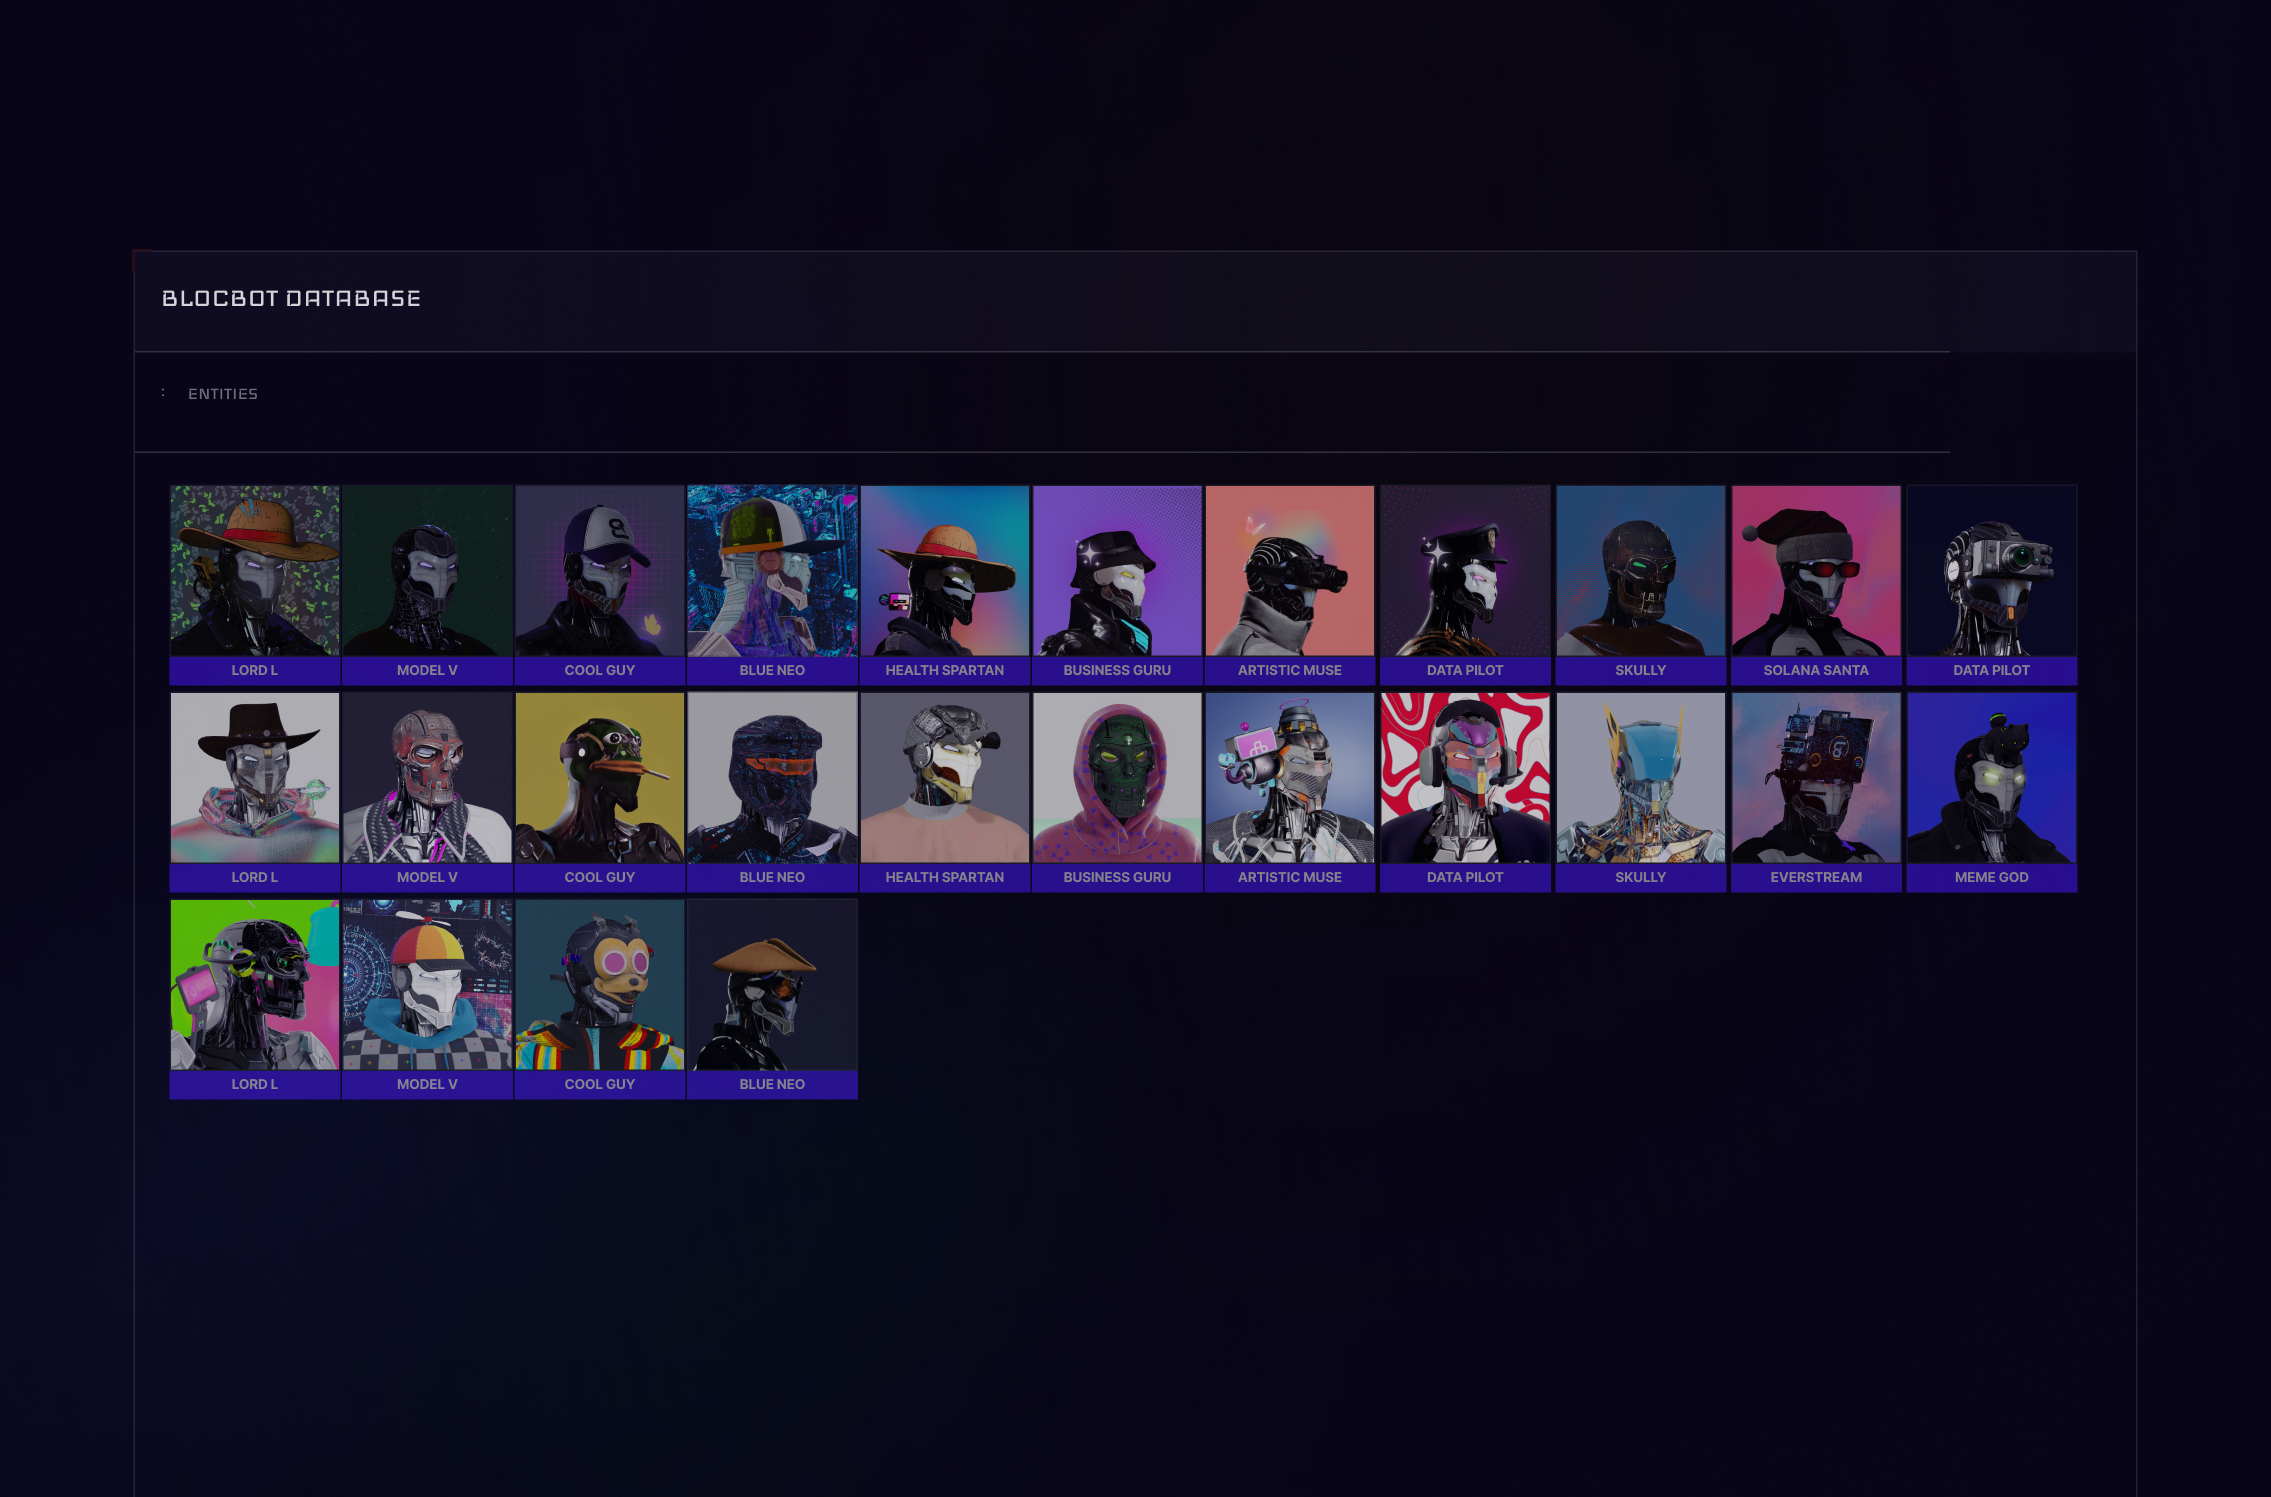 BLOCBOT DATABASE
: ENTITIES
LORD L MODEL V COOL GUY BLUE NEO HEALTH SPARTAN BUSINESS GURU ARTISTIC MUSE DATA PILOT SKULLY SOLANA SANTA DATA PILOT
LORD L MODEL V COOL GUY BLUE NEO HEALTH SPARTAN BUSINESS GURU ARTISTIC MUSE DATA PILOT SKULLY EVERSTREAM MEME GOD
LORD L MODEL V COOL GUY BLUE NEO